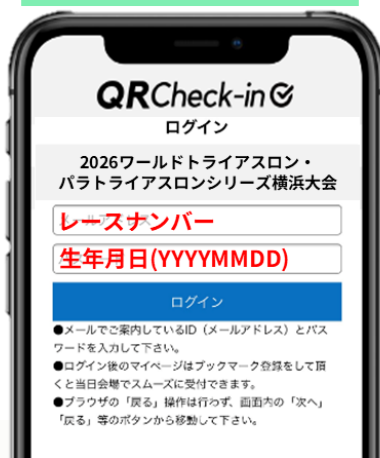 QRCheck-in
ログイン
2026ワールドトライアスロン・
パラトライアスロンシリーズ横浜大会
レースナンバー
生年月日(YYYYMMDD)
ログイン
●メールでご案内しているID（メールアドレス）とパス
ワードを入力して下さい。
●ログイン後のマイページはブックマーク登録をして頂
くと当日会場でスムーズに受付できます。
●ブラウザの「戻る」操作は行わず、画面内の「次へ」
「戻る」等のボタンから移動して下さい。